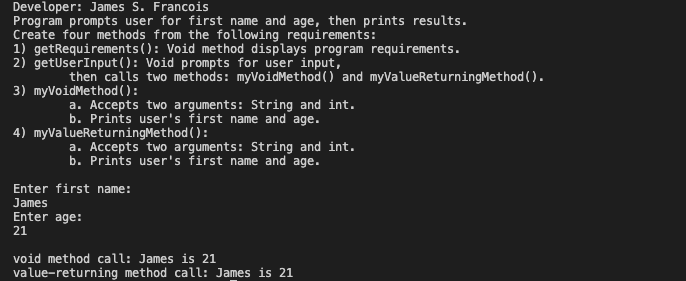 Developer: James S. Francois
Program prompts user for first name and age, then prints results.
Create four methods from the following requirements:
1) getRequirements(): Void method displays program requirements.
2) getUserInput(): Void prompts for user input,
then calls two methods: myVoidMethod() and myValueReturningMethod().
3) myVoidMethod():
a. Accepts two arguments: String and int.
b. Prints user's first name and age.
4) myValueReturningMethod():
a. Accepts two arguments: String and int.
b. Prints user's first name and age.
Enter first name:
James
Enter age:
21
void method call: James is 21
value-returning method call: James is 21